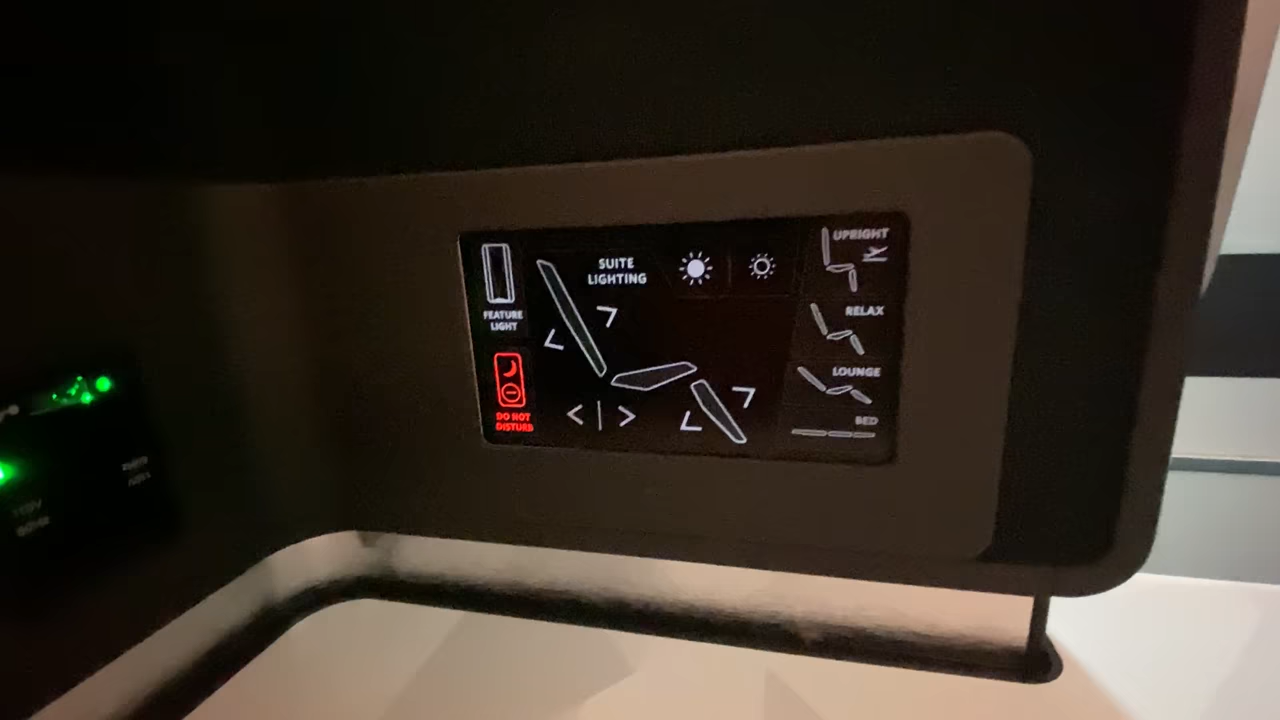 SUITE
LIGHTING
FEATURE
LIGHT
DO NOT
DISTURB
UPRIGHT
RELAX
LOUNGE
BED